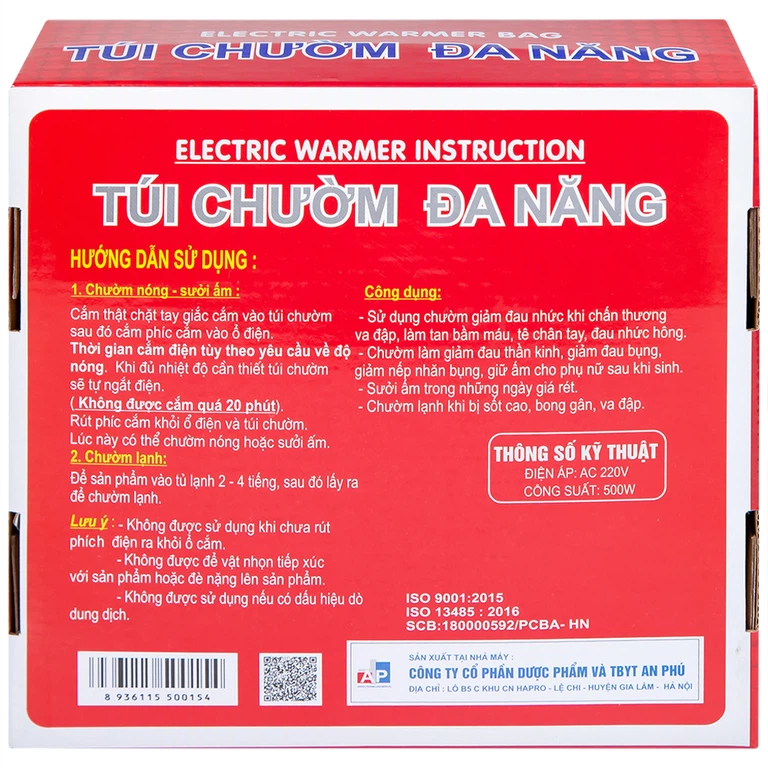 ELECTRIC WARMER BAG
TÚI CHƯỜM ĐA NĂNG
ELECTRIC WARMER INSTRUCTION
TÚI CHƯỜM ĐA NĂNG
HƯỚNG DẪN SỬ DỤNG :
1. Chườm nóng - sưởi ấm :
Cắm thật chặt tay giắc cắm vào túi chườm
sau đó cắm phíc cắm vào ổ điện.
Thời gian cắm điện tùy theo yêu cầu về độ
nóng. Khi đủ nhiệt độ cần thiết túi chườm
sẽ tự ngắt điện.
( Không được cắm quá 20 phút).
Rút phíc cắm khỏi ổ điện và túi chườm.
Lúc này có thể chườm nóng hoặc sưởi ấm.
2. Chườm lạnh:
Để sản phẩm vào tủ lạnh 2 - 4 tiếng, sau đó lấy ra
để chườm lạnh.
Lưu ý : - Không được sử dụng khi chưa rút
phích điện ra khỏi ổ cắm.
- Không được để vật nhọn tiếp xúc
với sản phẩm hoặc đè nặng lên sản phẩm.
- Không được sử dụng nếu có dấu hiệu dò
dung dịch.
Công dụng:
- Sử dụng chườm giảm đau nhức khi chấn thương
va đập, làm tan bầm máu, tê chân tay, đau nhức hông.
- Chườm làm giảm đau thần kinh, giảm đau bụng,
giảm nếp nhăn bụng, giữ ấm cho phụ nữ sau khi sinh.
- Sưởi ấm trong những ngày giá rét.
- Chườm lạnh khi bị sốt cao, bong gân, va đập.
THÔNG SỐ KỸ THUẬT
ĐIỆN ÁP: AC 220V
CÔNG SUẤT: 500W
ISO 9001:2015
ISO 13485 : 2016
SCB:180000592/PCBA- HN
8 936115 500154
AP
SẢN XUẤT TẠI NHÀ MÁY :
CÔNG TY CỔ PHẦN DƯỢC PHẨM VÀ TBYT AN PHÚ
ĐỊA CHỈ : LÔ B5 C KHU CN HAPRO - LỆ CHI - HUYỆN GIA LÂM - HÀ NỘI